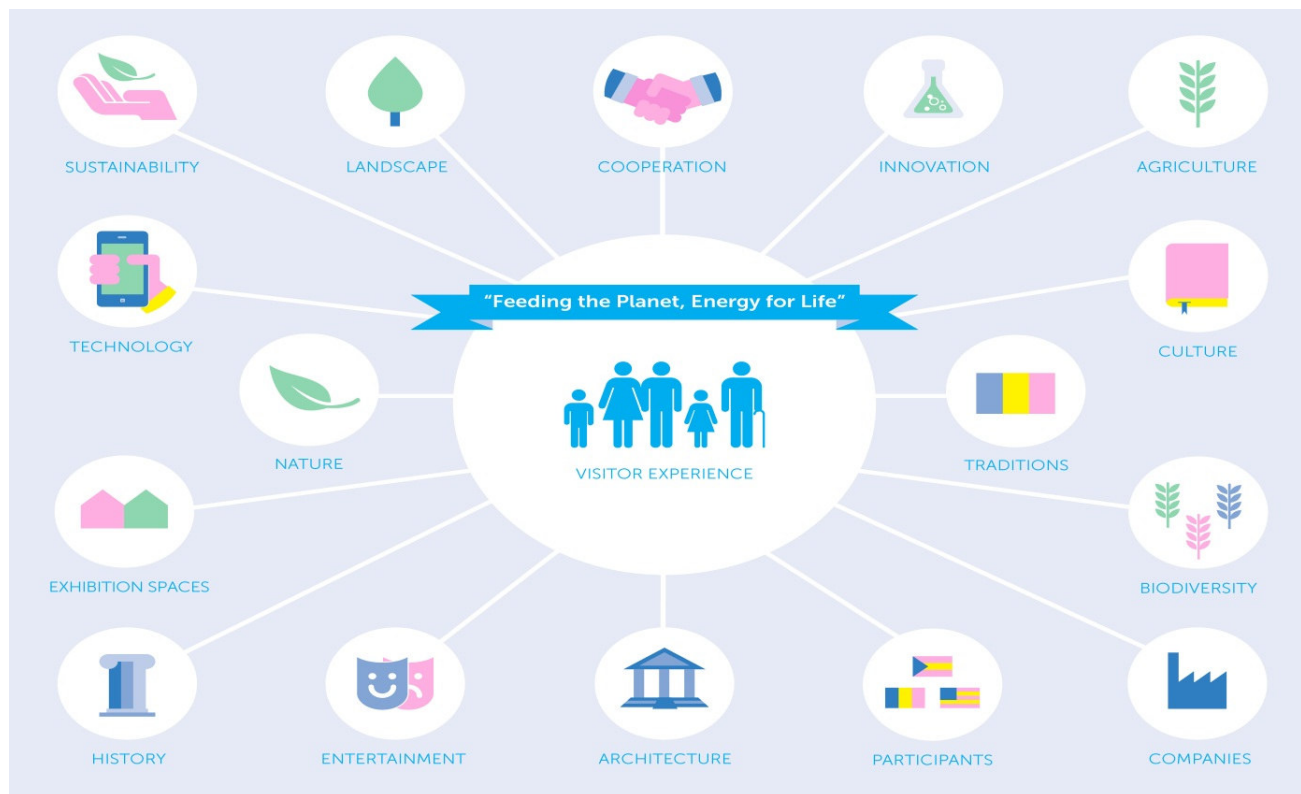 SUSTAINABILITY
LANDSCAPE
COOPERATION
INNOVATION
AGRICULTURE
"Feeding the Planet, Energy for Life"
TECHNOLOGY
CULTURE
NATURE
VISITOR EXPERIENCE
TRADITIONS
EXHIBITION SPACES
BIODIVERSITY
HISTORY
ENTERTAINMENT
ARCHITECTURE
PARTICIPANTS
COMPANIES